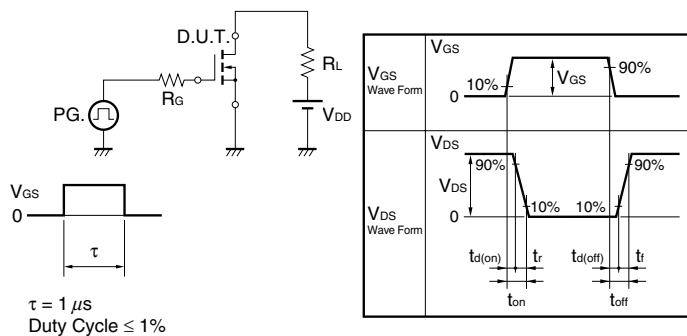 D.U.T.
RL
RG
PG.
VDD
VGS
0
τ
τ = 1 μs
Duty Cycle ≤ 1%
VGS
Wave Form
VGS
10%
VGS
90%
0
VDS
Wave Form
VDS
90%
90%
VDS
10%
10%
0
td(on)
tr
td(off)
tf
ton
toff